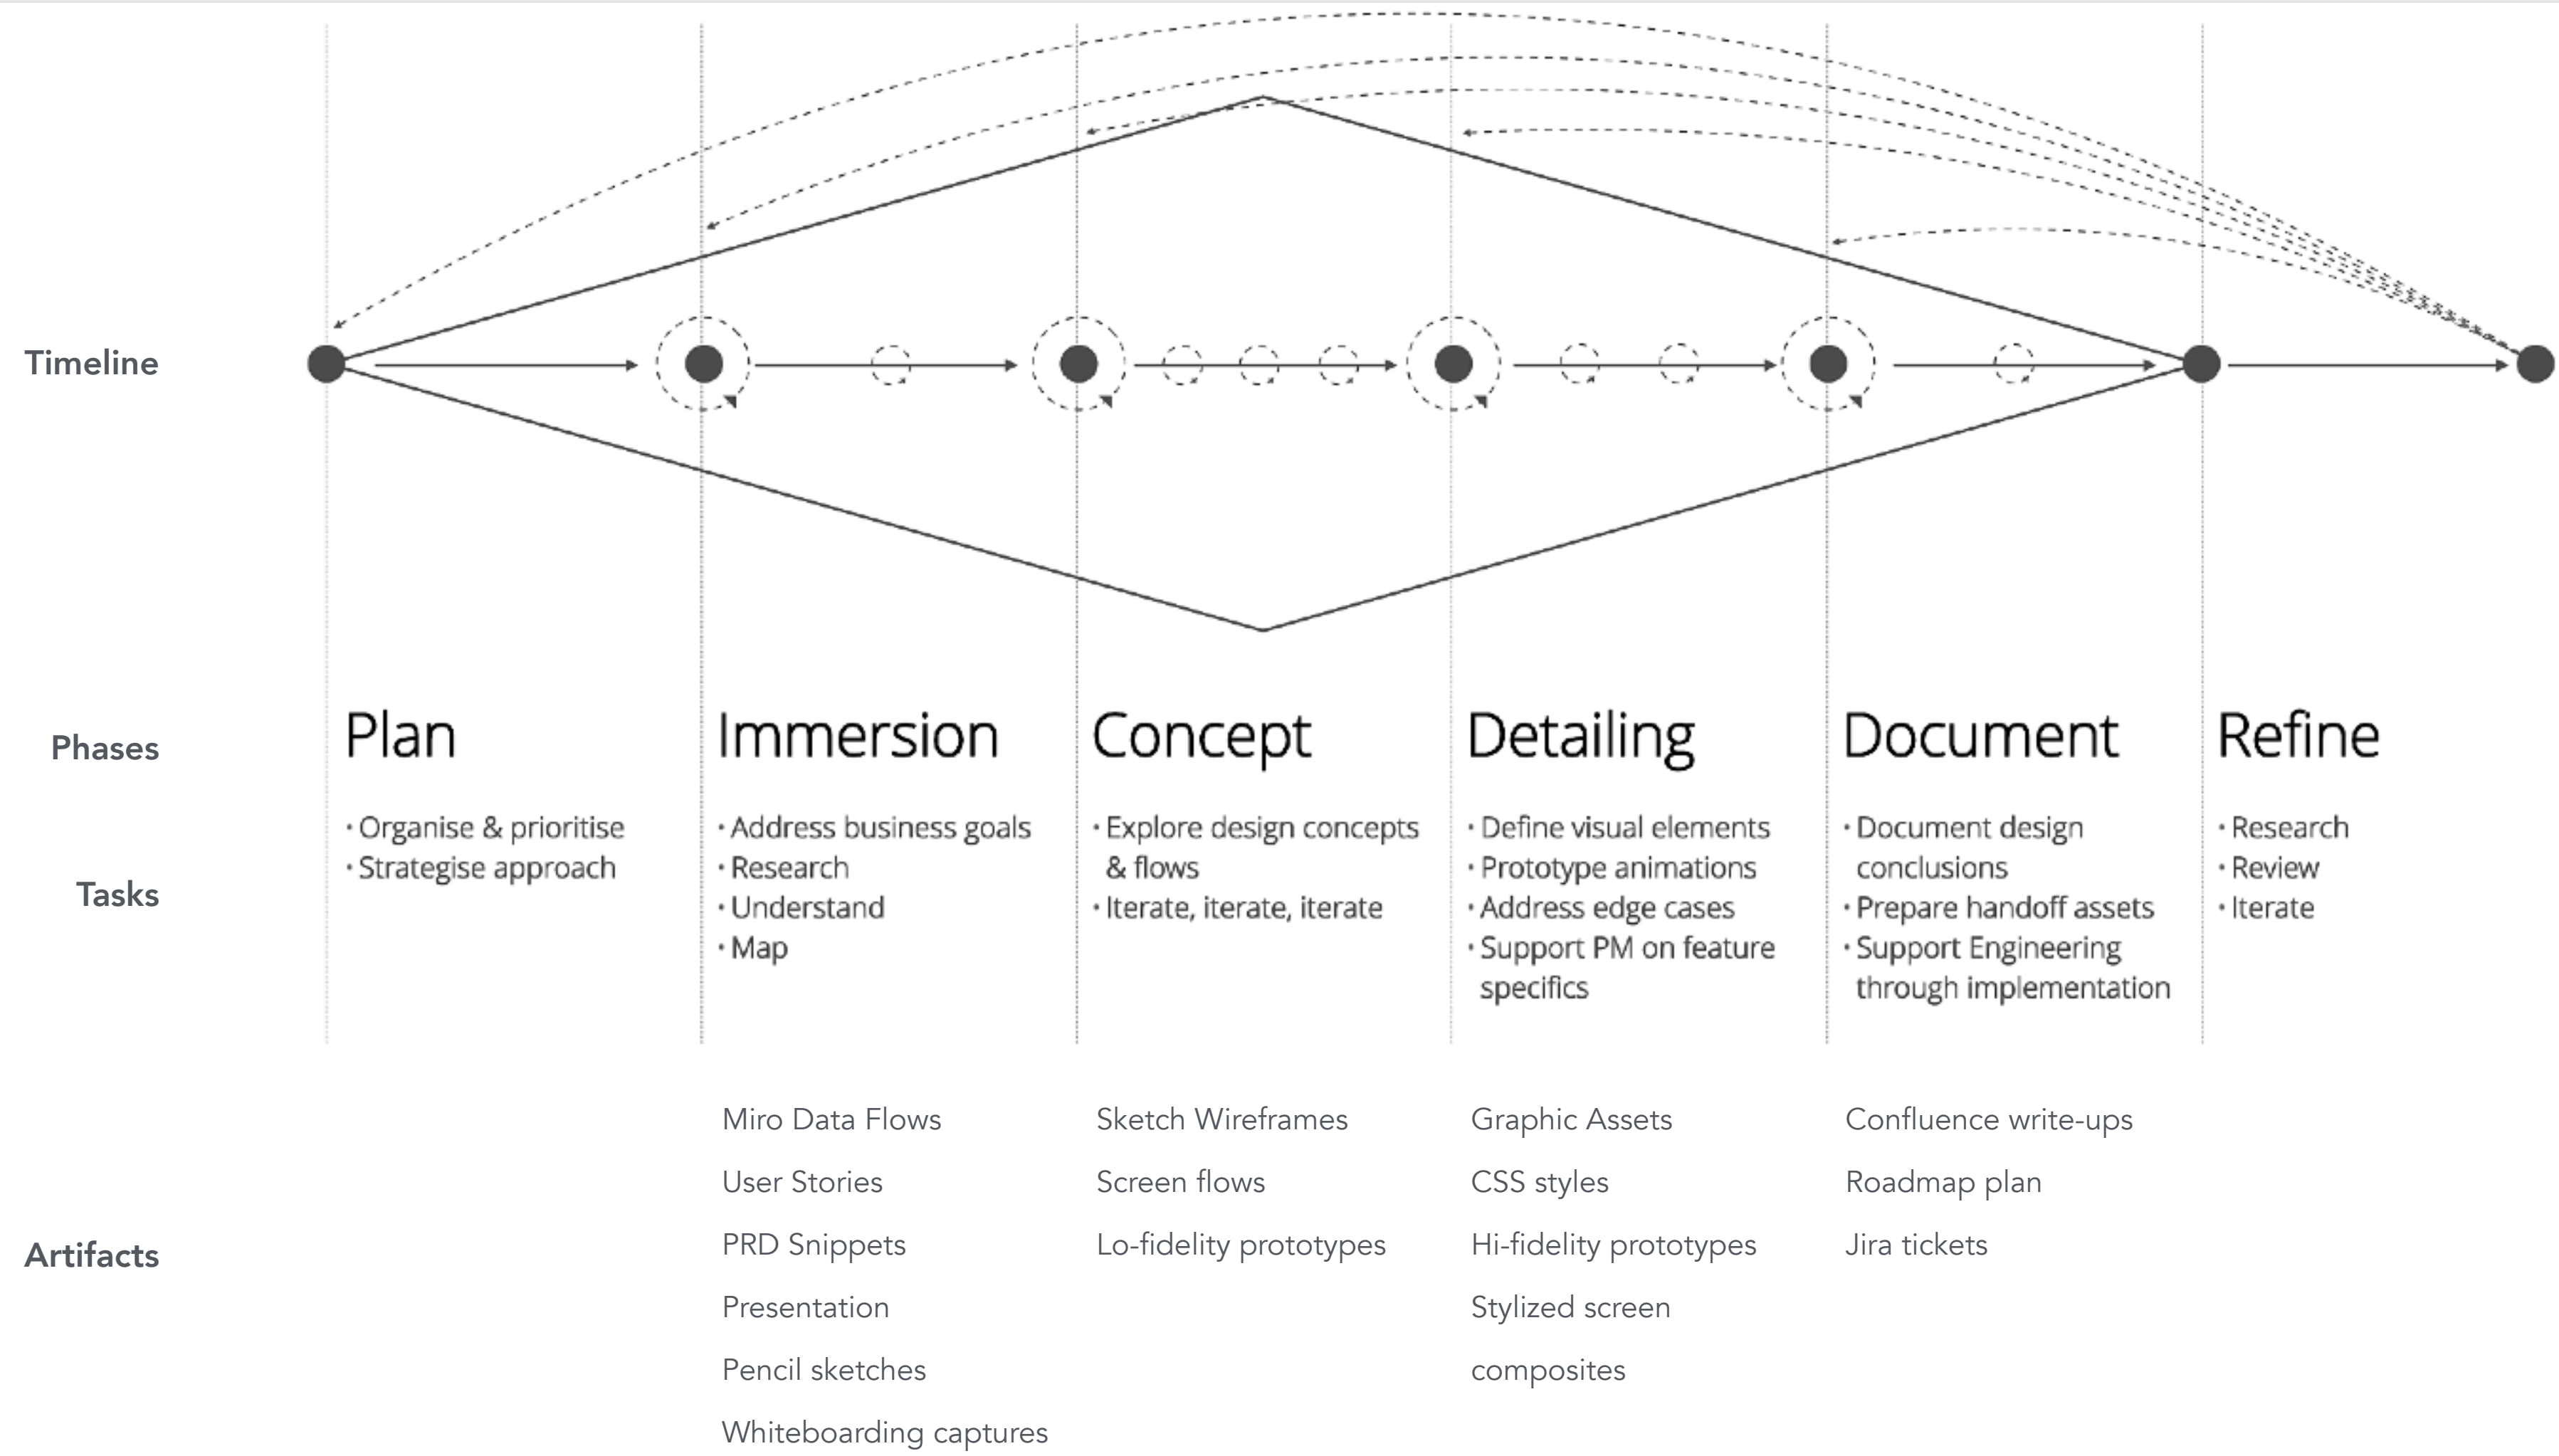 Timeline
Phases
Plan
Immersion
Concept
Detailing
Document
Refine
Tasks
· Organise & prioritise
· Strategise approach
· Address business goals
· Research
· Understand
· Map
· Explore design concepts
& flows
· Iterate, iterate, iterate
· Define visual elements
· Prototype animations
· Address edge cases
· Support PM on feature
specifics
· Document design
conclusions
· Prepare handoff assets
· Support Engineering
through implementation
· Research
· Review
· Iterate
Artifacts
Miro Data Flows
User Stories
PRD Snippets
Presentation
Pencil sketches
Whiteboarding captures
Sketch Wireframes
Screen flows
Lo-fidelity prototypes
Graphic Assets
CSS styles
Hi-fidelity prototypes
Stylized screen
composites
Confluence write-ups
Roadmap plan
Jira tickets